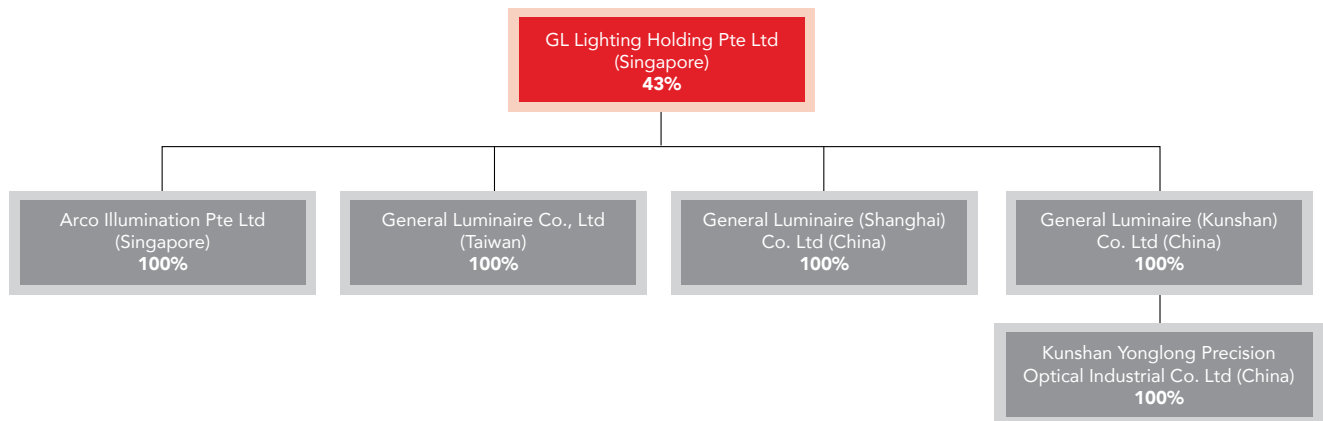 GL Lighting Holding Pte Ltd
(Singapore)
43%
Arco Illumination Pte Ltd
(Singapore)
100%
General Luminaire Co., Ltd
(Taiwan)
100%
General Luminaire (Shanghai)
Co. Ltd (China)
100%
General Luminaire (Kunshan)
Co. Ltd (China)
100%
Kunshan Yonglong Precision
Optical Industrial Co. Ltd (China)
100%